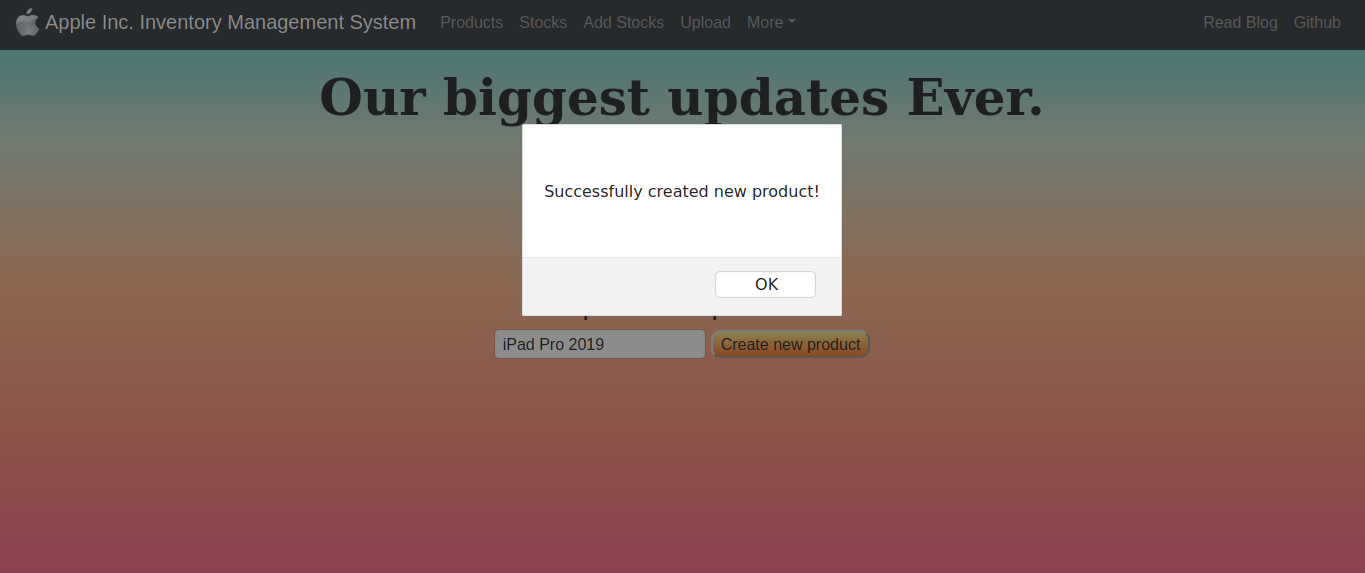 Apple Inc. Inventory Management System Products Stocks Add Stocks Upload More Read Blog Github
Our biggest updates Ever.
Successfully created new product!
OK
iPad Pro 2019 Create new product